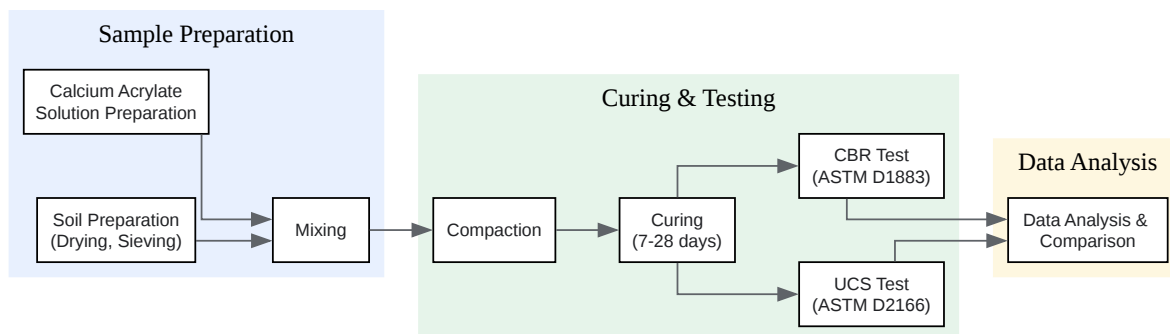 Sample Preparation
Calcium Acrylate
Solution Preparation
Soil Preparation
(Drying, Sieving)
Mixing
Curing & Testing
Compaction
Curing
(7-28 days)
CBR Test
(ASTM D1883)
UCS Test
(ASTM D2166)
Data Analysis
Data Analysis &
Comparison